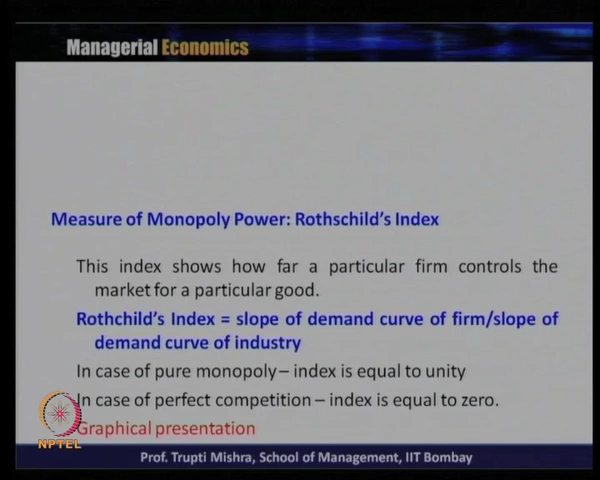 Managerial Economics
Measure of Monopoly Power: Rothschild's Index
This index shows how far a particular firm controls the
market for a particular good.
Rothchild's Index = slope of demand curve of firm/slope of
demand curve of industry
In case of pure monopoly – index is equal to unity
In case of perfect competition – index is equal to zero.
Graphical presentation
NPTEL
Prof. Trupti Mishra, School of Management, IIT Bombay